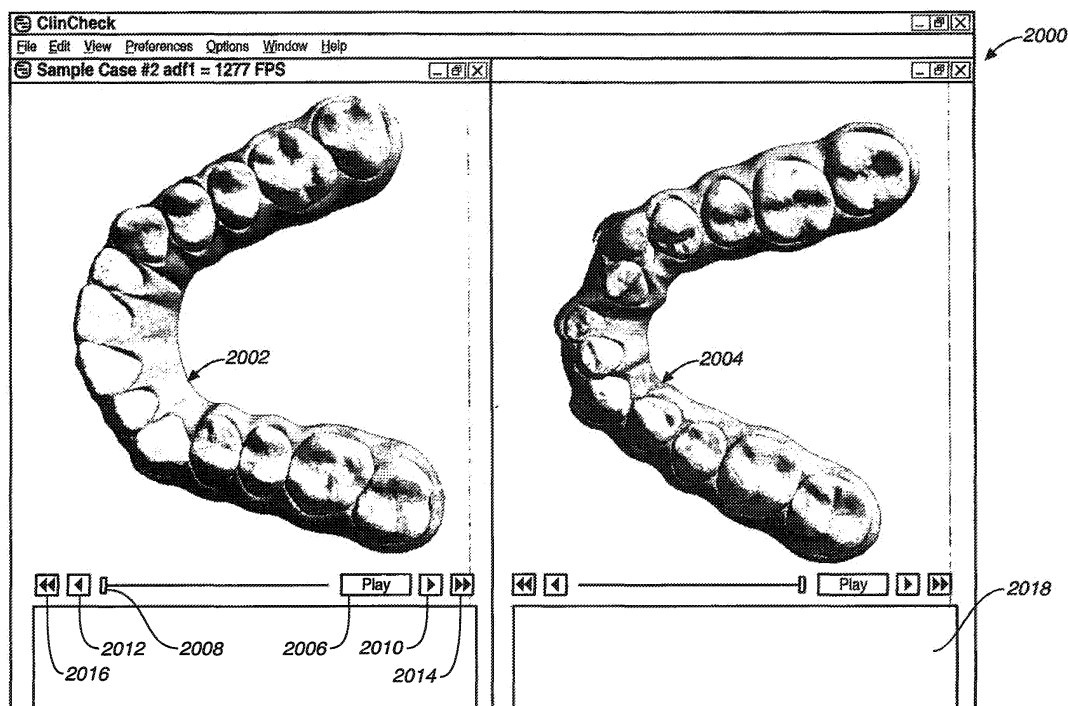 ClinCheck
File Edit View Preferences Options Window Help
2000
Sample Case #2 adf1 = 1277 FPS
2002
2004
Play
Play
2018
2012
2008
2006
2010
2016
2014